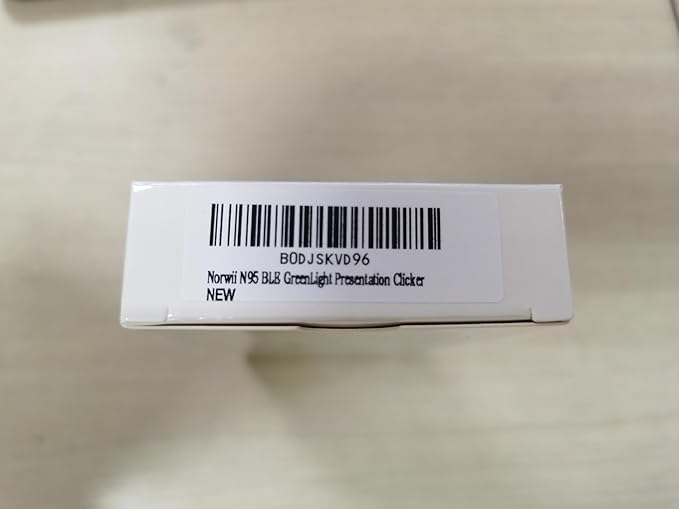 B0DJSKVD96
Norwii N95 BLE GreenLight Presentation Clicker
NEW